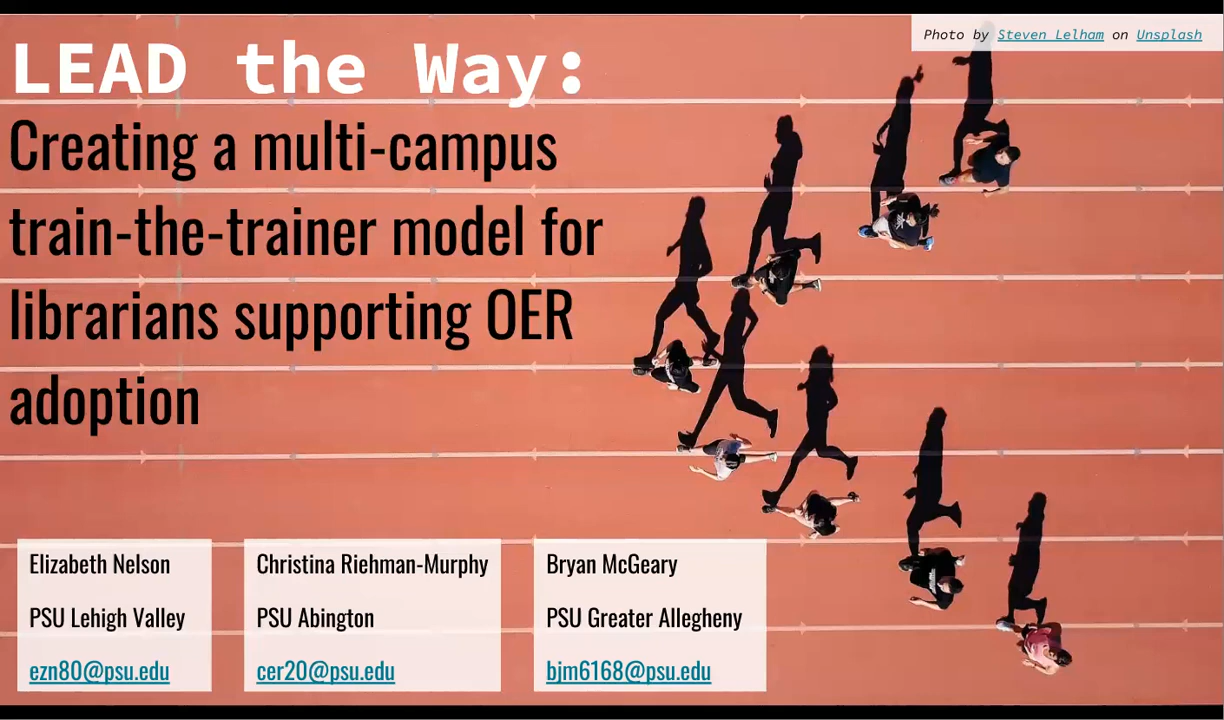 Photo by Steven Lelham on Unsplash
LEAD the Way:
Creating a multi-campus
train-the-trainer model for
librarians supporting OER
adoption
Elizabeth Nelson
PSU Lehigh Valley
ezn80@psu.edu
Christina Riehman-Murphy
PSU Abington
cer20@psu.edu
Bryan McGeary
PSU Greater Allegheny
bjm6168@psu.edu